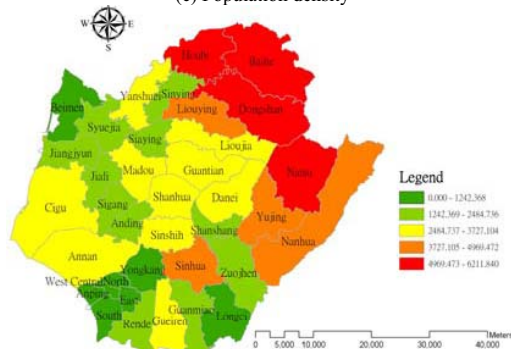 (c) Population density
N
W E
S
Houbi
Baihe
Yanshuei
Sinying
Beimen
Liouying
Dongshan
Syuejia
Siaying
Lioujia
Jiangjyun
Madou
Guantian
Nansi
Jiali
Cigu
Sigang
Shanhua
Danei
Yujing
Anding
Shanshang
Nanhua
Annan
Sinshih
Zuojhen
Yongkang
Sinhua
West Central
North
Anping
East
South
Rende
Gueiren
Guanmiao
Longci
Legend
0.000 - 1242.368
1242.369 - 2484.736
2484.737 - 3727.104
3727.105 - 4969.472
4969.473 - 6211.840
Meters
0 5,000 10,000 20,000 30,000 40,000